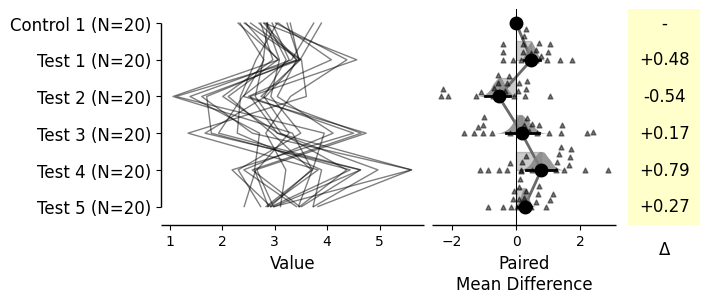 Control 1 (N=20)
Test 1 (N=20)
Test 2 (N=20)
Test 3 (N=20)
Test 4 (N=20)
Test 5 (N=20)
1 2 3 4 5
Value
−2 0 2
Paired
Mean Difference
-
+0.48
-0.54
+0.17
+0.79
+0.27
Δ